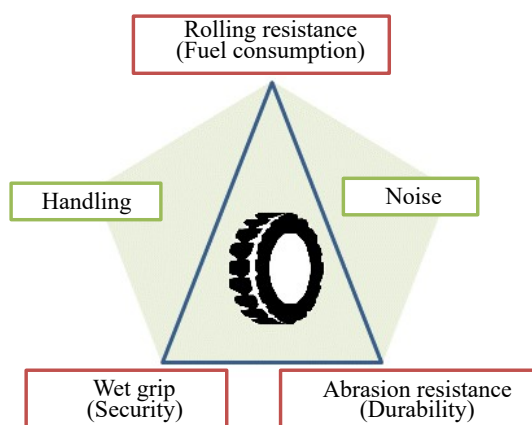 Rolling resistance
(Fuel consumption)
Handling
Noise
Wet grip
(Security)
Abrasion resistance
(Durability)